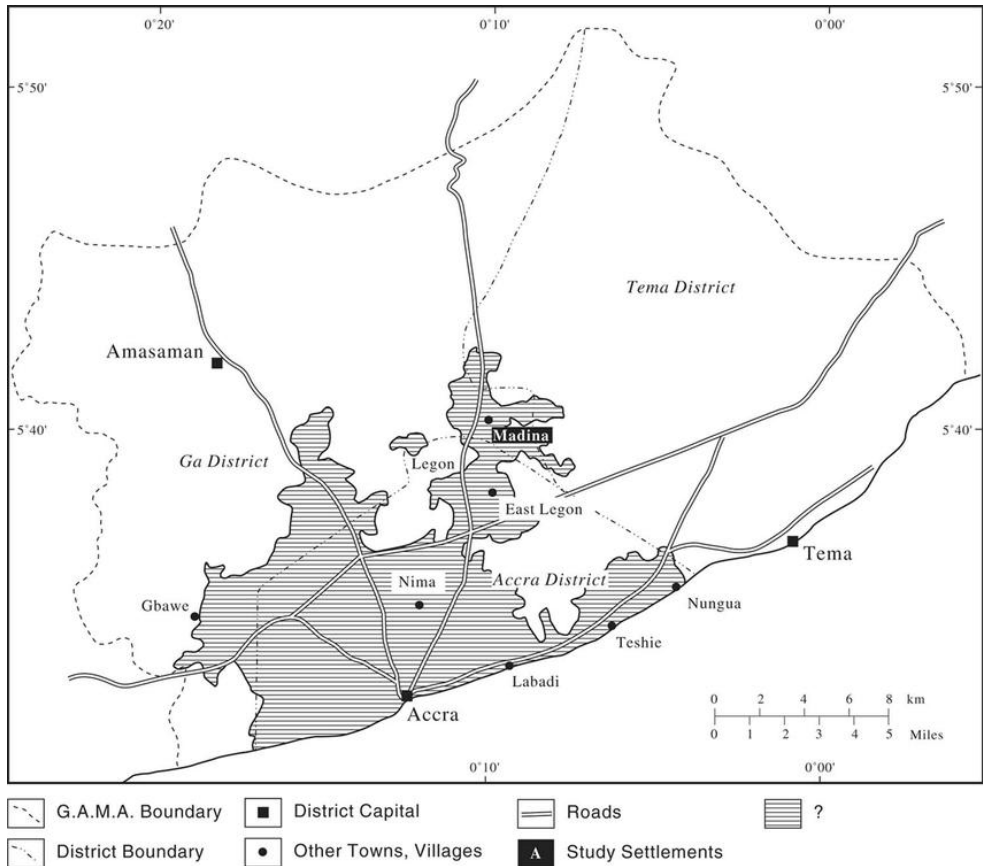 0°20' 0°10' 0°00'
5°50' 5°50'
Tema District
Amasaman
5°40' 5°40'
Madina
Ga District
Legon
East Legon
Tema
Nima
Accra District
Gbawe
Nungua
Teshie
Labadi
Accra
0 2 4 6 8 km
0 1 2 3 4 5 Miles
0°10' 0°00'
G.A.M.A. Boundary District Capital Roads ?
District Boundary Other Towns, Villages A Study Settlements